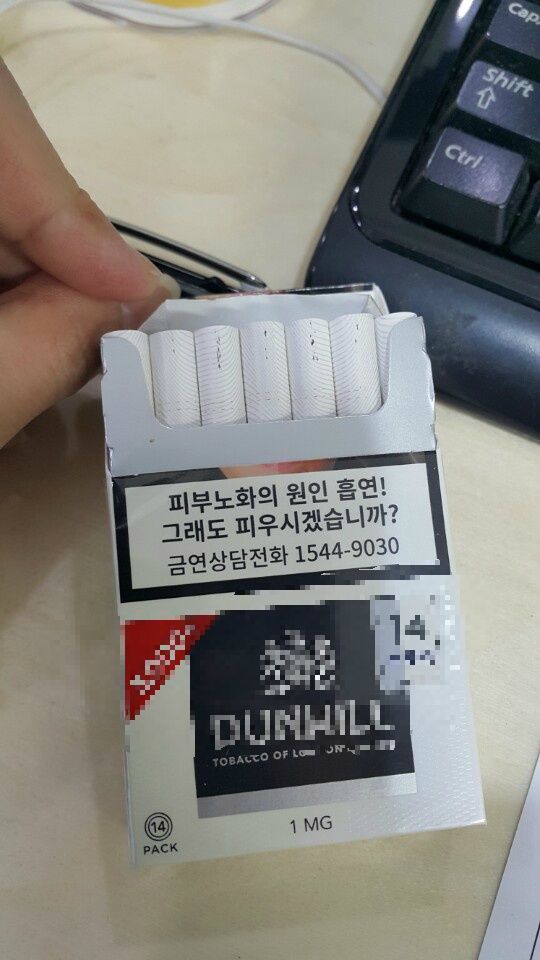 Cap
Shift
Ctrl
피부노화의 원인 흡연!
그래도 피우시겠습니까?
금연상담전화 1544-9030
14
DUNHILL
TOBACCO OF
14
PACK
1 MG